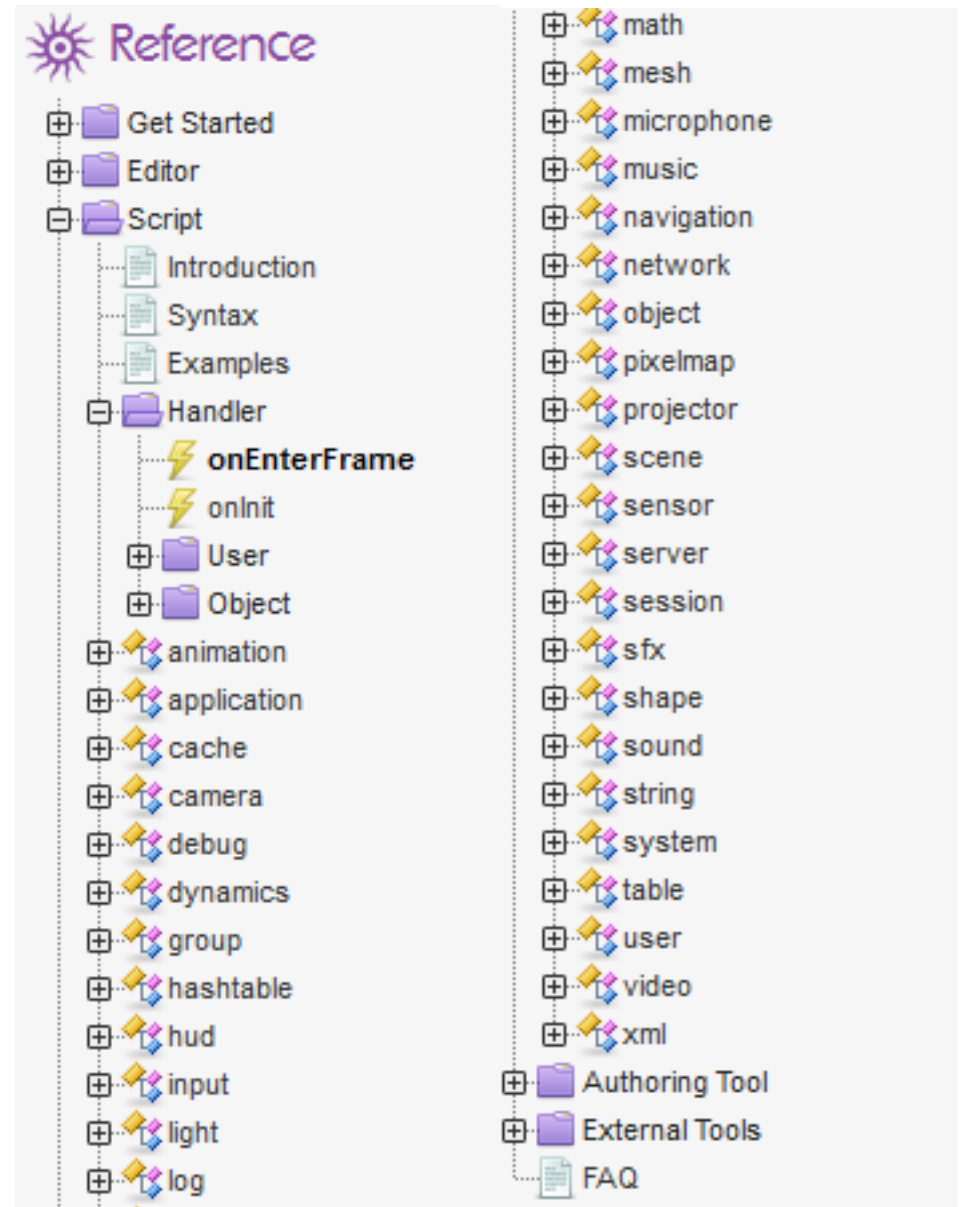 Reference
Get Started
Editor
Script
Introduction
Syntax
Examples
Handler
onEnterFrame
onInit
User
Object
animation
application
cache
camera
debug
dynamics
group
hashtable
hud
input
light
log
math
mesh
microphone
music
navigation
network
object
pixelmap
projector
scene
sensor
server
session
sfx
shape
sound
string
system
table
user
video
xml
Authoring Tool
External Tools
FAQ